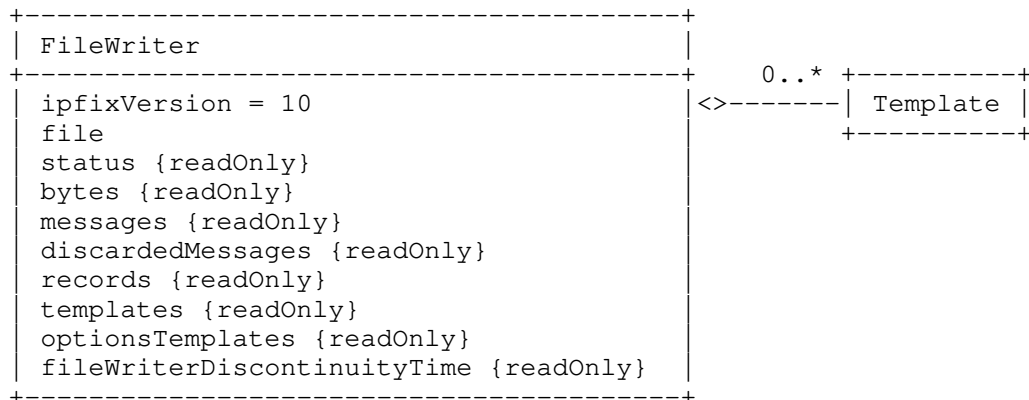 +---------------------------------------+
| FileWriter                            |
+---------------------------------------+    0..* +----------+
| ipfixVersion = 10                     |<>-------| Template |
| file                                  |         +----------+
| status {readOnly}                     |
| bytes {readOnly}                      |
| messages {readOnly}                   |
| discardedMessages {readOnly}          |
| records {readOnly}                    |
| templates {readOnly}                  |
| optionsTemplates {readOnly}           |
| fileWriterDiscontinuityTime {readOnly} |
+---------------------------------------+